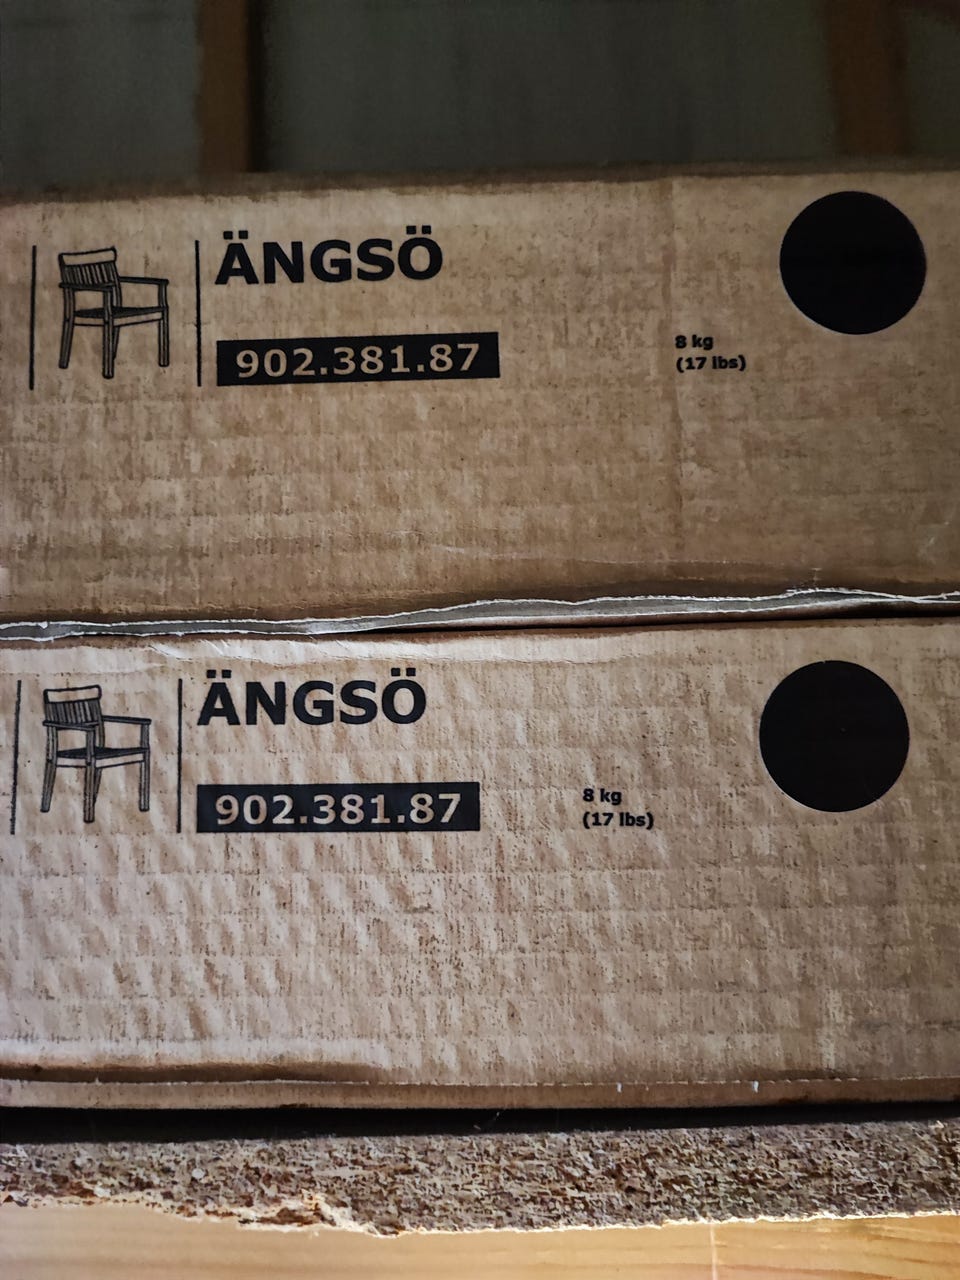 ÄNGSÖ
902.381.87
8 kg
(17 lbs)
ÄNGSÖ
902.381.87
8 kg
(17 lbs)